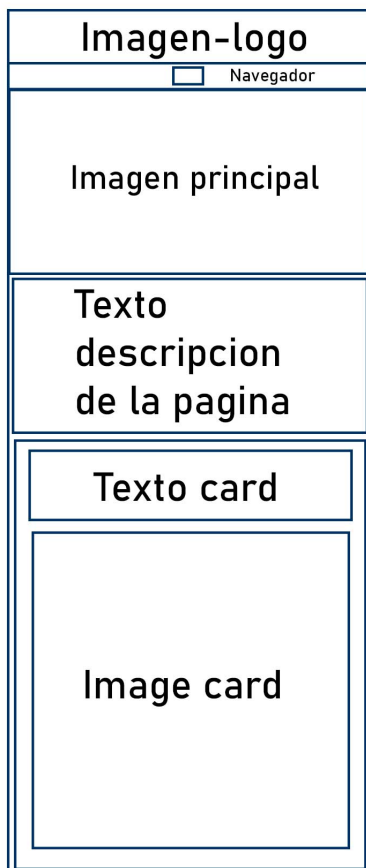 Imagen-logo
Navegador
Imagen principal
Texto
descripcion
de la pagina
Texto card
Image card